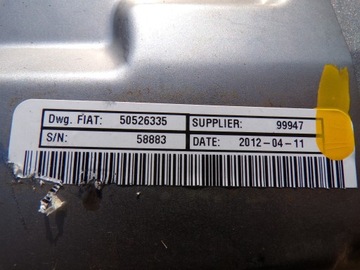 Dwg. FIAT: 50526335 SUPPLIER: 99947
S/N: 58883 DATE: 2012-04-11